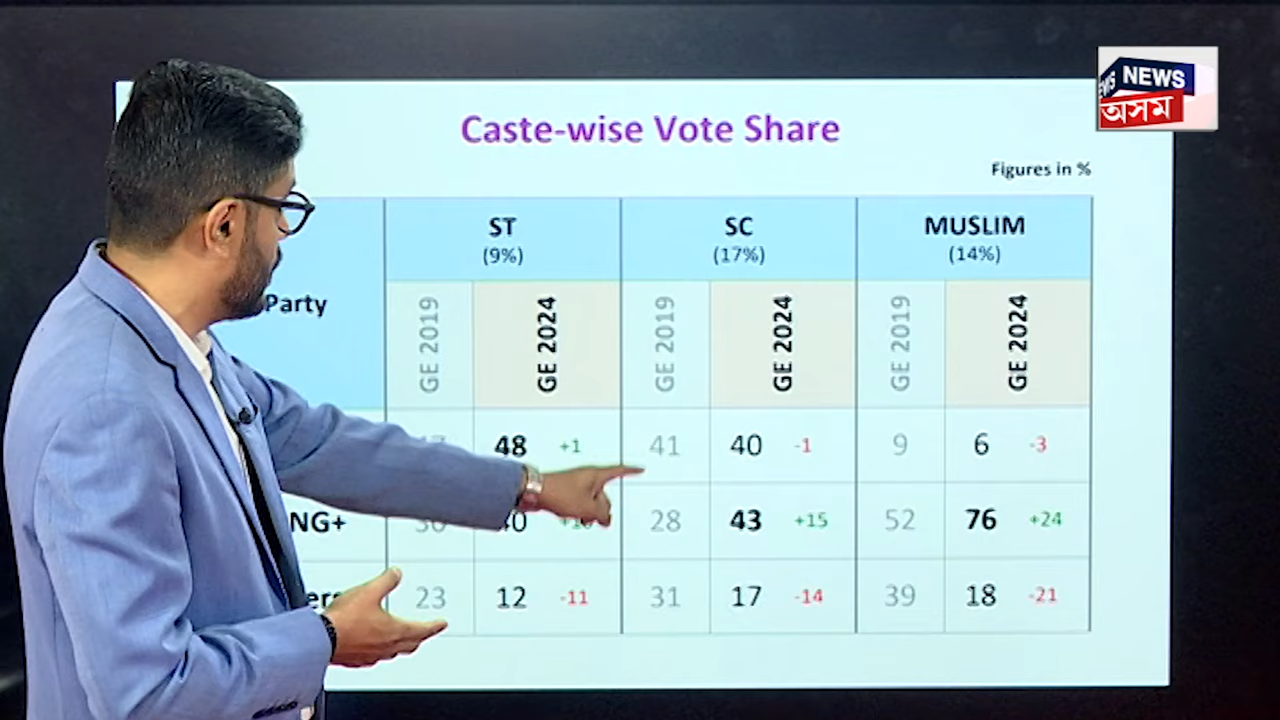 NEWS
অসম
Caste-wise Vote Share
Figures in %
Party
ST
(9%)
SC
(17%)
MUSLIM
(14%)
GE 2019
GE 2024
GE 2019
GE 2024
GE 2019
GE 2024
48 +1 41 40 -1 9 6 -3
NG+ 28 43 +15 52 76 +24
23 12 -11 31 17 -14 39 18 -21